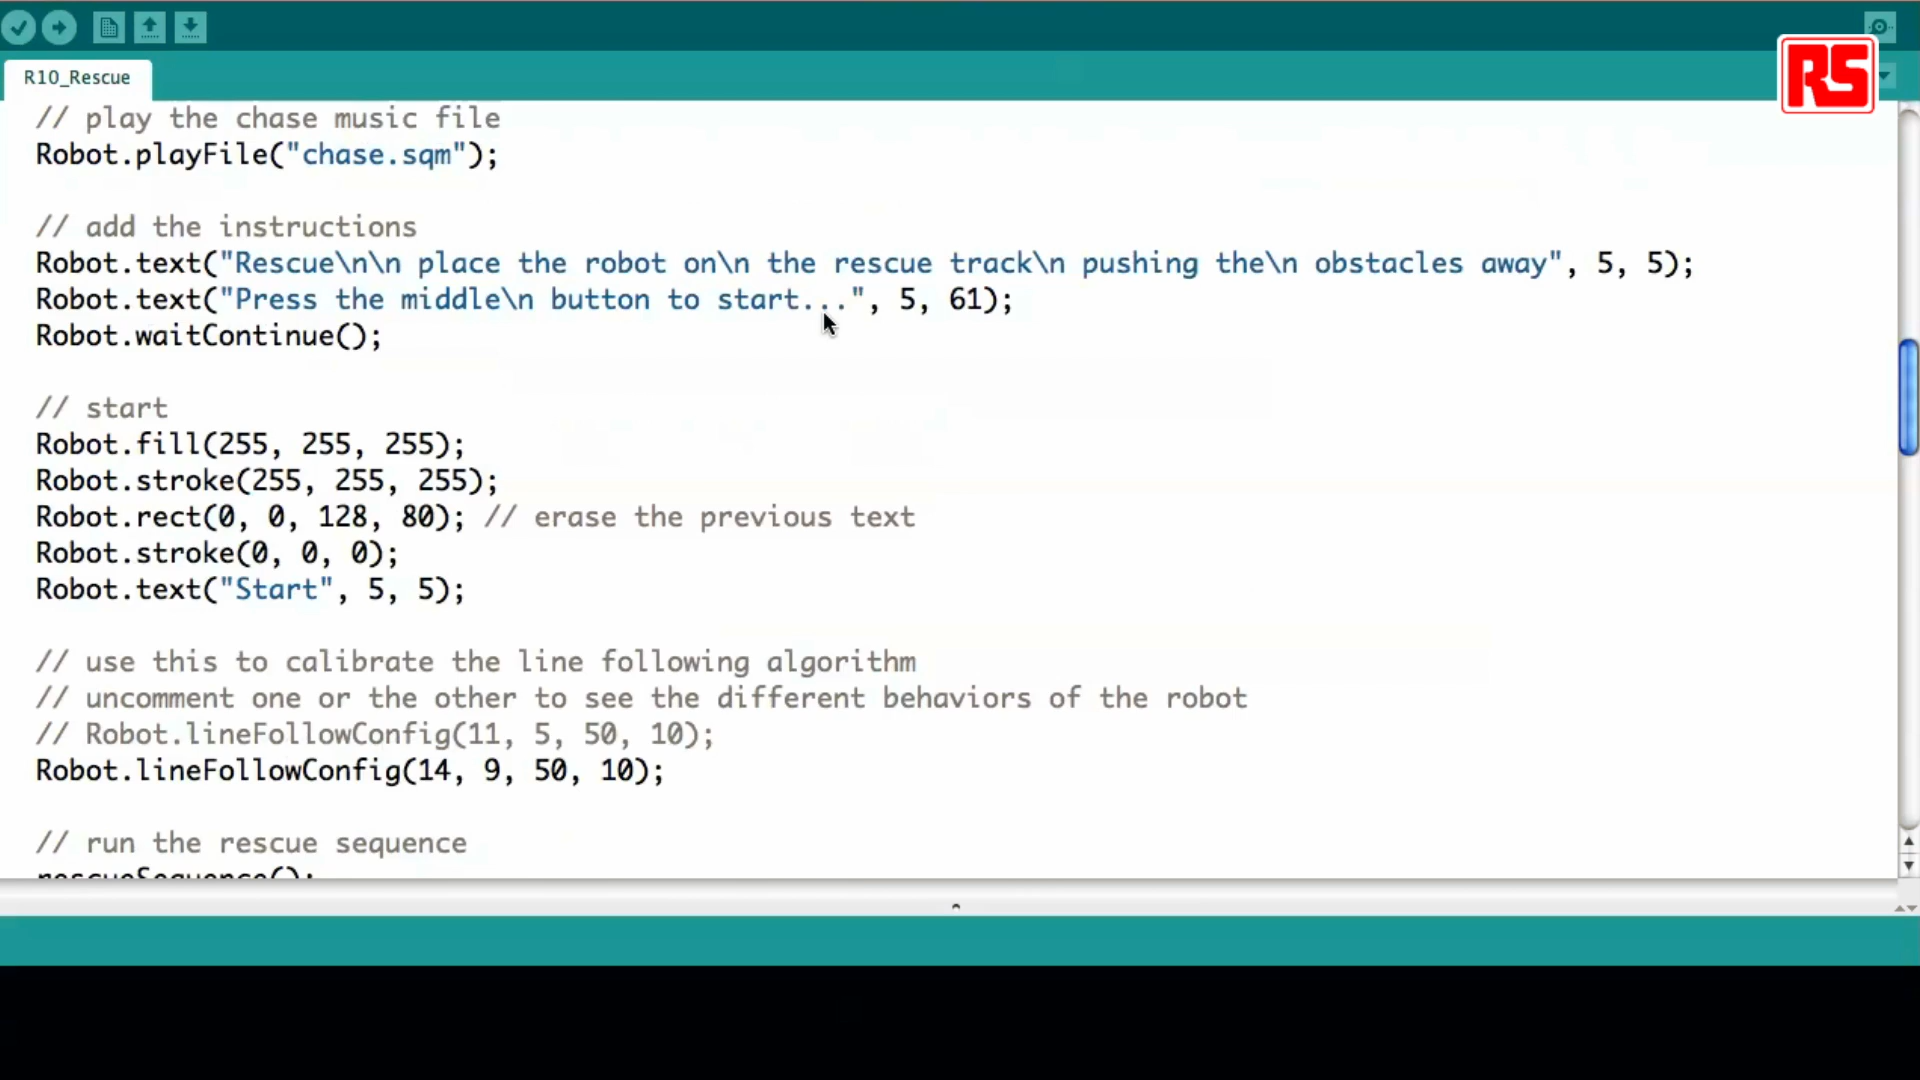 R10_Rescue
RS
// play the chase music file
Robot.playFile("chase.sqm");
// add the instructions
Robot.text("Rescue\n\n place the robot on\n the rescue track\n pushing the\n obstacles away", 5, 5);
Robot.text("Press the middle\n button to start...", 5, 61);
Robot.waitContinue();
// start
Robot.fill(255, 255, 255);
Robot.stroke(255, 255, 255);
Robot.rect(0, 0, 128, 80); // erase the previous text
Robot.stroke(0, 0, 0);
Robot.text("Start", 5, 5);
// use this to calibrate the line following algorithm
// uncomment one or the other to see the different behaviors of the robot
// Robot.lineFollowConfig(11, 5, 50, 10);
Robot.lineFollowConfig(14, 9, 50, 10);
// run the rescue sequence
rescueSequence();